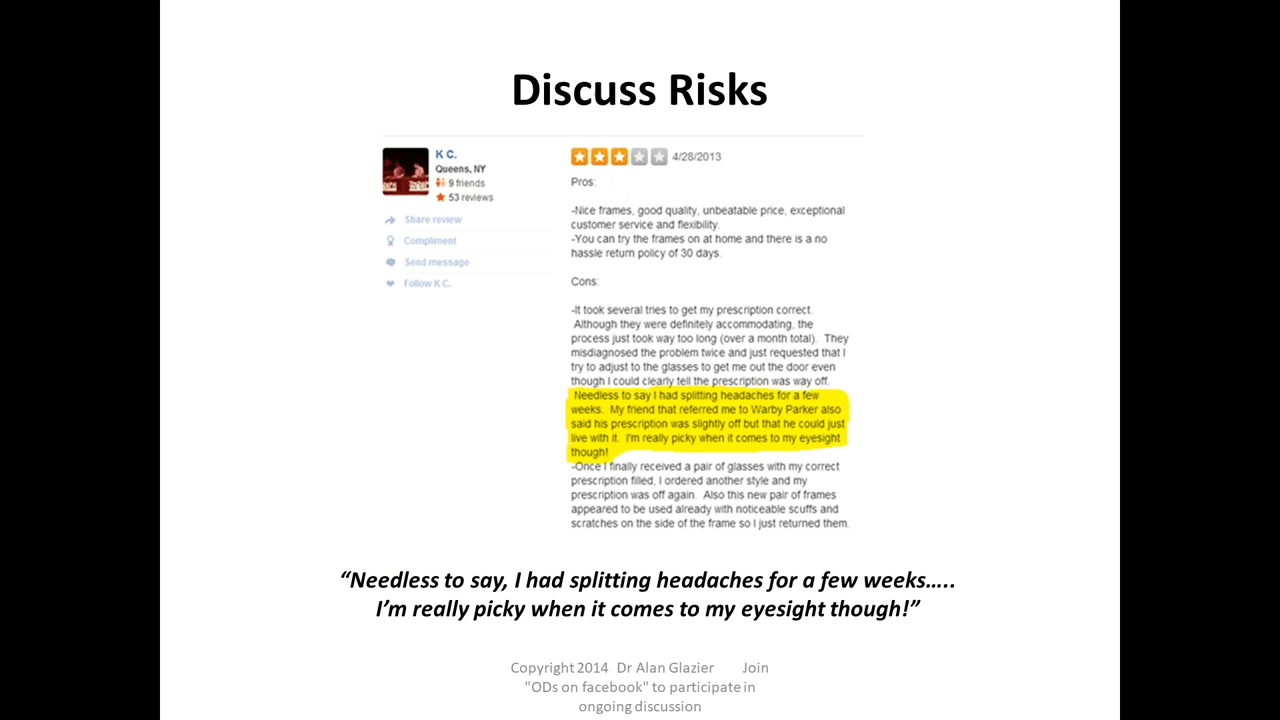 Discuss Risks
K C.
Queens, NY
9 friends
53 reviews
Share review
Compliment
Send message
Follow K C.
4/28/2013
Pros:
-Nice frames, good quality, unbeatable price, exceptional
customer service and flexibility.
-You can try the frames on at home and there is a no
hassle return policy of 30 days.
Cons:
-It took several tries to get my prescription correct.
Although they were definitely accommodating, the
process just took way too long (over a month total).  They
misdiagnosed the problem twice and just requested that I
try to adjust to the glasses to get me out the door even
though I could clearly tell the prescription was way off.
Needless to say I had splitting headaches for a few
weeks.  My friend that referred me to Warby Parker also
said his prescription was slightly off but that he could just
live with it.  I'm really picky when it comes to my eyesight
though!
-Once I finally received a pair of glasses with my correct
prescription filled, I ordered another style and my
prescription was off again.  Also this new pair of frames
appeared to be used already with noticeable scuffs and
scratches on the side of the frame so I just returned them.
“Needless to say, I had splitting headaches for a few weeks…..
I’m really picky when it comes to my eyesight though!”
Copyright 2014 Dr Alan Glazier Join
"ODs on facebook" to participate in
ongoing discussion